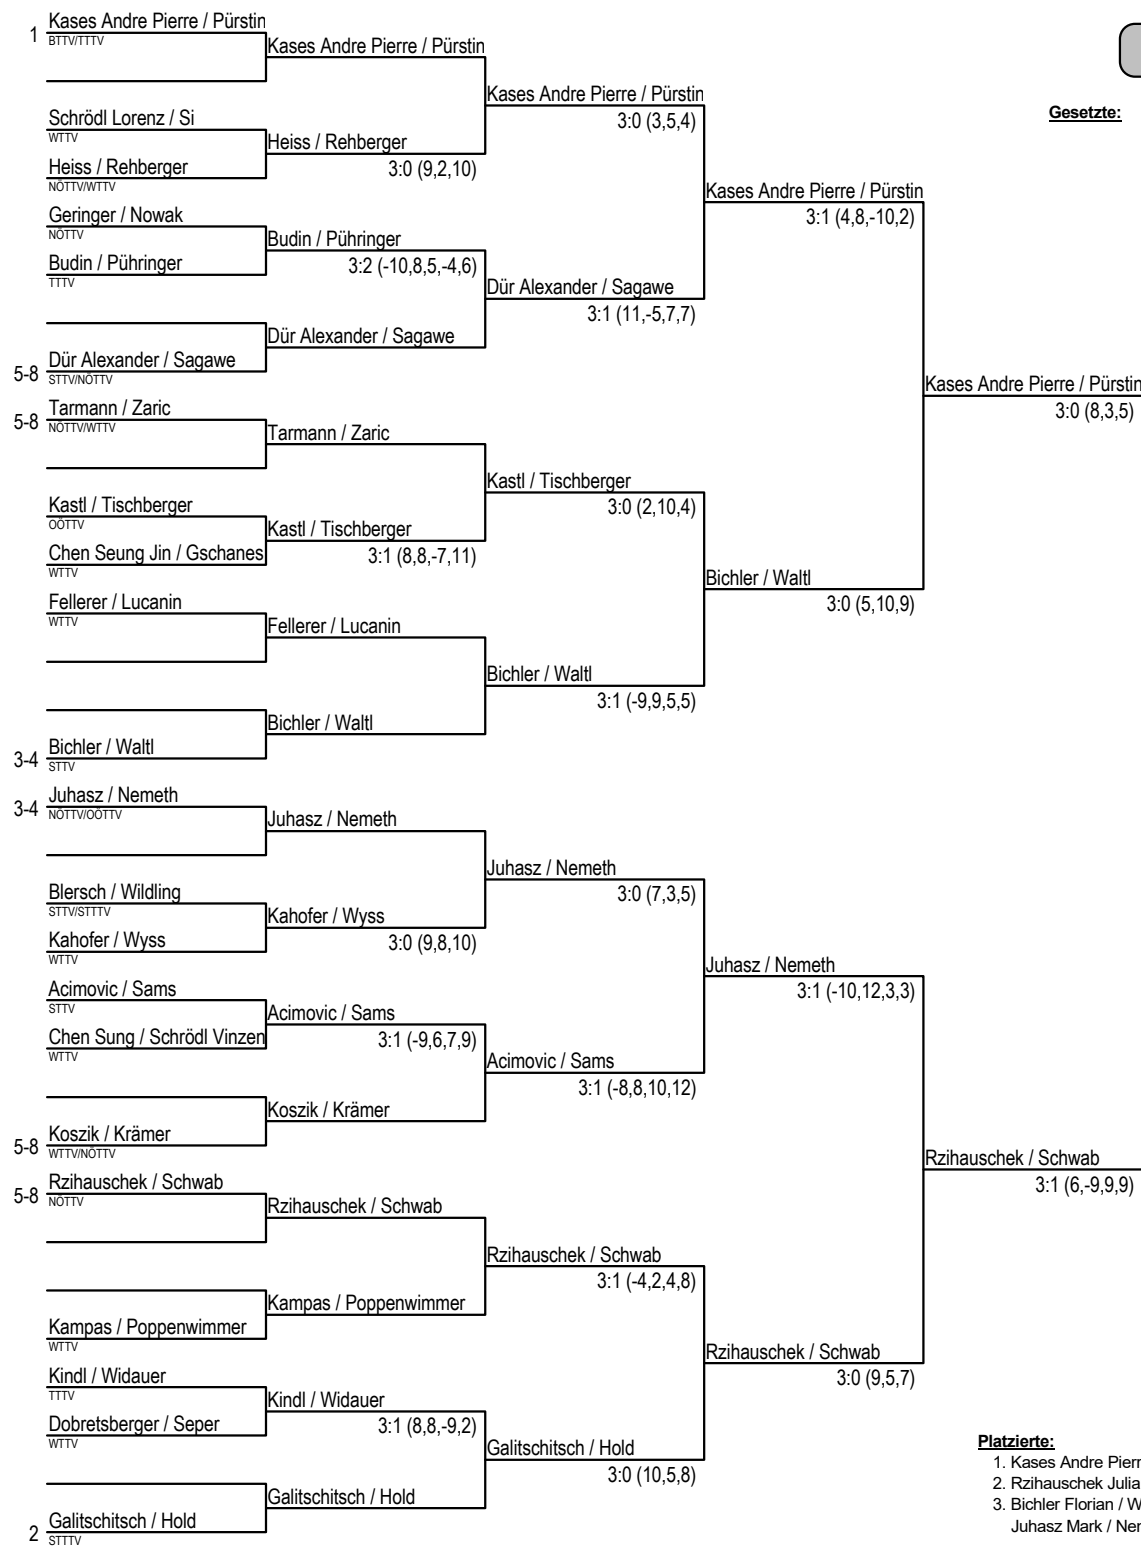 Kases Andre Pierre / Pürstin
1
BTTV/TTTV
Kases Andre Pierre / Pürstin
Kases Andre Pierre / Pürstin
3:0 (3,5,4)
Gesetzte:
Schrödl Lorenz / Si
WTTV
Heiss / Rehberger
3:0 (9,2,10)
Heiss / Rehberger
NÖTTV/WTTV
Kases Andre Pierre / Pürstin
3:1 (4,8,-10,2)
Geringer / Nowak
NÖTTV
Budin / Pühringer
3:2 (-10,8,5,-4,6)
Budin / Pühringer
TTTV
Dür Alexander / Sagawe
3:1 (11,-5,7,7)
Dür Alexander / Sagawe
5-8 Dür Alexander / Sagawe
STTV/NÖTTV
Kases Andre Pierre / Pürstin
3:0 (8,3,5)
5-8 Tarmann / Zaric
NÖTTV/WTTV
Tarmann / Zaric
Kastl / Tischberger
3:0 (2,10,4)
Kastl / Tischberger
OÖTTV
Kastl / Tischberger
3:1 (8,8,-7,11)
Chen Seung Jin / Gschanes
WTTV
Bichler / Waltl
3:0 (5,10,9)
Fellerer / Lucanin
WTTV
Fellerer / Lucanin
Bichler / Waltl
3:1 (-9,9,5,5)
Bichler / Waltl
3-4 Bichler / Waltl
STTV
3-4 Juhasz / Nemeth
NÖTTV/OÖTTV
Juhasz / Nemeth
Juhasz / Nemeth
3:0 (7,3,5)
Blersch / Wildling
STTV/STTTV
Kahofer / Wyss
3:0 (9,8,10)
Kahofer / Wyss
WTTV
Juhasz / Nemeth
3:1 (-10,12,3,3)
Acimovic / Sams
STTV
Acimovic / Sams
3:1 (-9,6,7,9)
Chen Sung / Schrödl Vinzen
WTTV
Acimovic / Sams
3:1 (-8,8,10,12)
Koszik / Krämer
5-8 Koszik / Krämer
WTTV/NÖTTV
Rzihauschek / Schwab
3:1 (6,-9,9,9)
5-8 Rzihauschek / Schwab
NÖTTV
Rzihauschek / Schwab
Rzihauschek / Schwab
3:1 (-4,2,4,8)
Kampas / Poppenwimmer
Kampas / Poppenwimmer
WTTV
Rzihauschek / Schwab
3:0 (9,5,7)
Kindl / Widauer
TTTV
Kindl / Widauer
3:1 (8,8,-9,2)
Dobretsberger / Seper
WTTV
Galitschitsch / Hold
3:0 (10,5,8)
Galitschitsch / Hold
2 Galitschitsch / Hold
STTTV
Platzierte:
1. Kases Andre Pierr
2. Rzihauschek Julia
3. Bichler Florian / W
Juhasz Mark / Ner